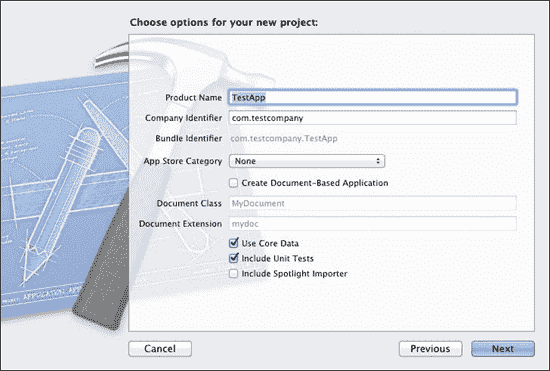 Choose options for your new project:
Product Name TestApp
Company Identifier com.testcompany
Bundle Identifier com.testcompany.TestApp
App Store Category None
Create Document-Based Application
Document Class MyDocument
Document Extension mydoc
Use Core Data
Include Unit Tests
Include Spotlight Importer
APPLICATION
Cancel Previous Next